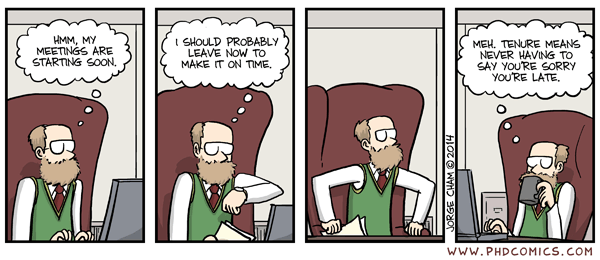 HMM, MY
MEETINGS ARE
STARTING SOON.
I SHOULD PROBABLY
LEAVE NOW TO
MAKE IT ON TIME.
JORGE CHAM © 2014
MEH. TENURE MEANS
NEVER HAVING TO
SAY YOU'RE SORRY
YOU'RE LATE.
WWW.PHDCOMICS.COM